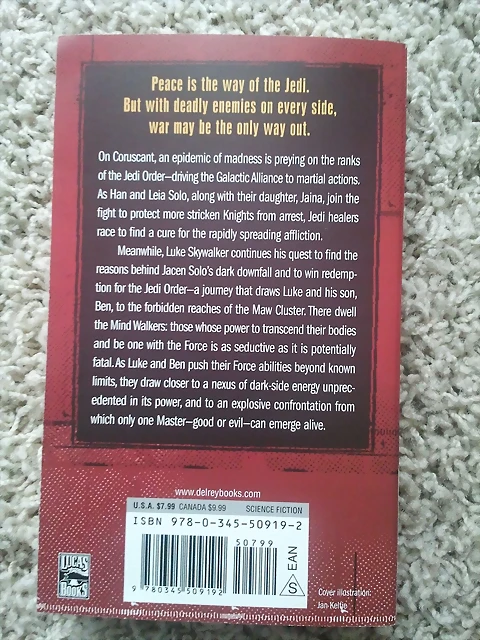 Peace is the way of the Jedi.
But with deadly enemies on every side,
war may be the only way out.
On Coruscant, an epidemic of madness is preying on the ranks
of the Jedi Order—driving the Galactic Alliance to martial actions.
As Han and Leia Solo, along with their daughter, Jaina, join the
fight to protect more stricken Knights from arrest, Jedi healers
race to find a cure for the rapidly spreading affliction.
Meanwhile, Luke Skywalker continues his quest to find the
reasons behind Jacen Solo's dark downfall and to win redemp-
tion for the Jedi Order—a journey that draws Luke and his son,
Ben, to the forbidden reaches of the Maw Cluster. There dwell
the Mind Walkers: those whose power to transcend their bodies
and be one with the Force is as seductive as it is potentially
fatal. As Luke and Ben push their Force abilities beyond known
limits, they draw closer to a nexus of dark-side energy unprec-
edented in its power, and to an explosive confrontation from
which only one Master—good or evil—can emerge alive.
www.delreybooks.com
U.S.A. $7.99 CANADA $9.99 SCIENCE FICTION
ISBN 978-0-345-50919-2
50799
9 780345 509192
S EAN
LUCAS
BOOKS
Cover illustration:
Jan Keltie